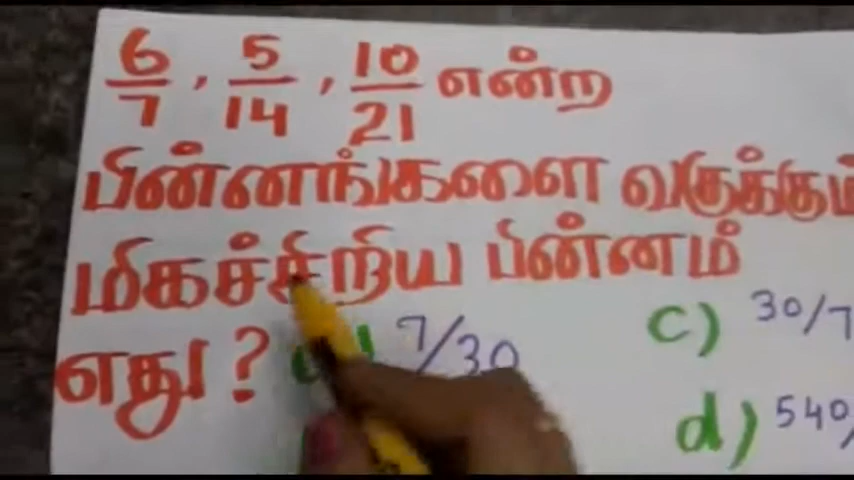 6/7, 5/14, 10/21 என்ற
பின்னங்களை வகுக்கும்
மிகச்சிறிய பின்னம்
எது? 7/30 c) 30/7
d) 540/